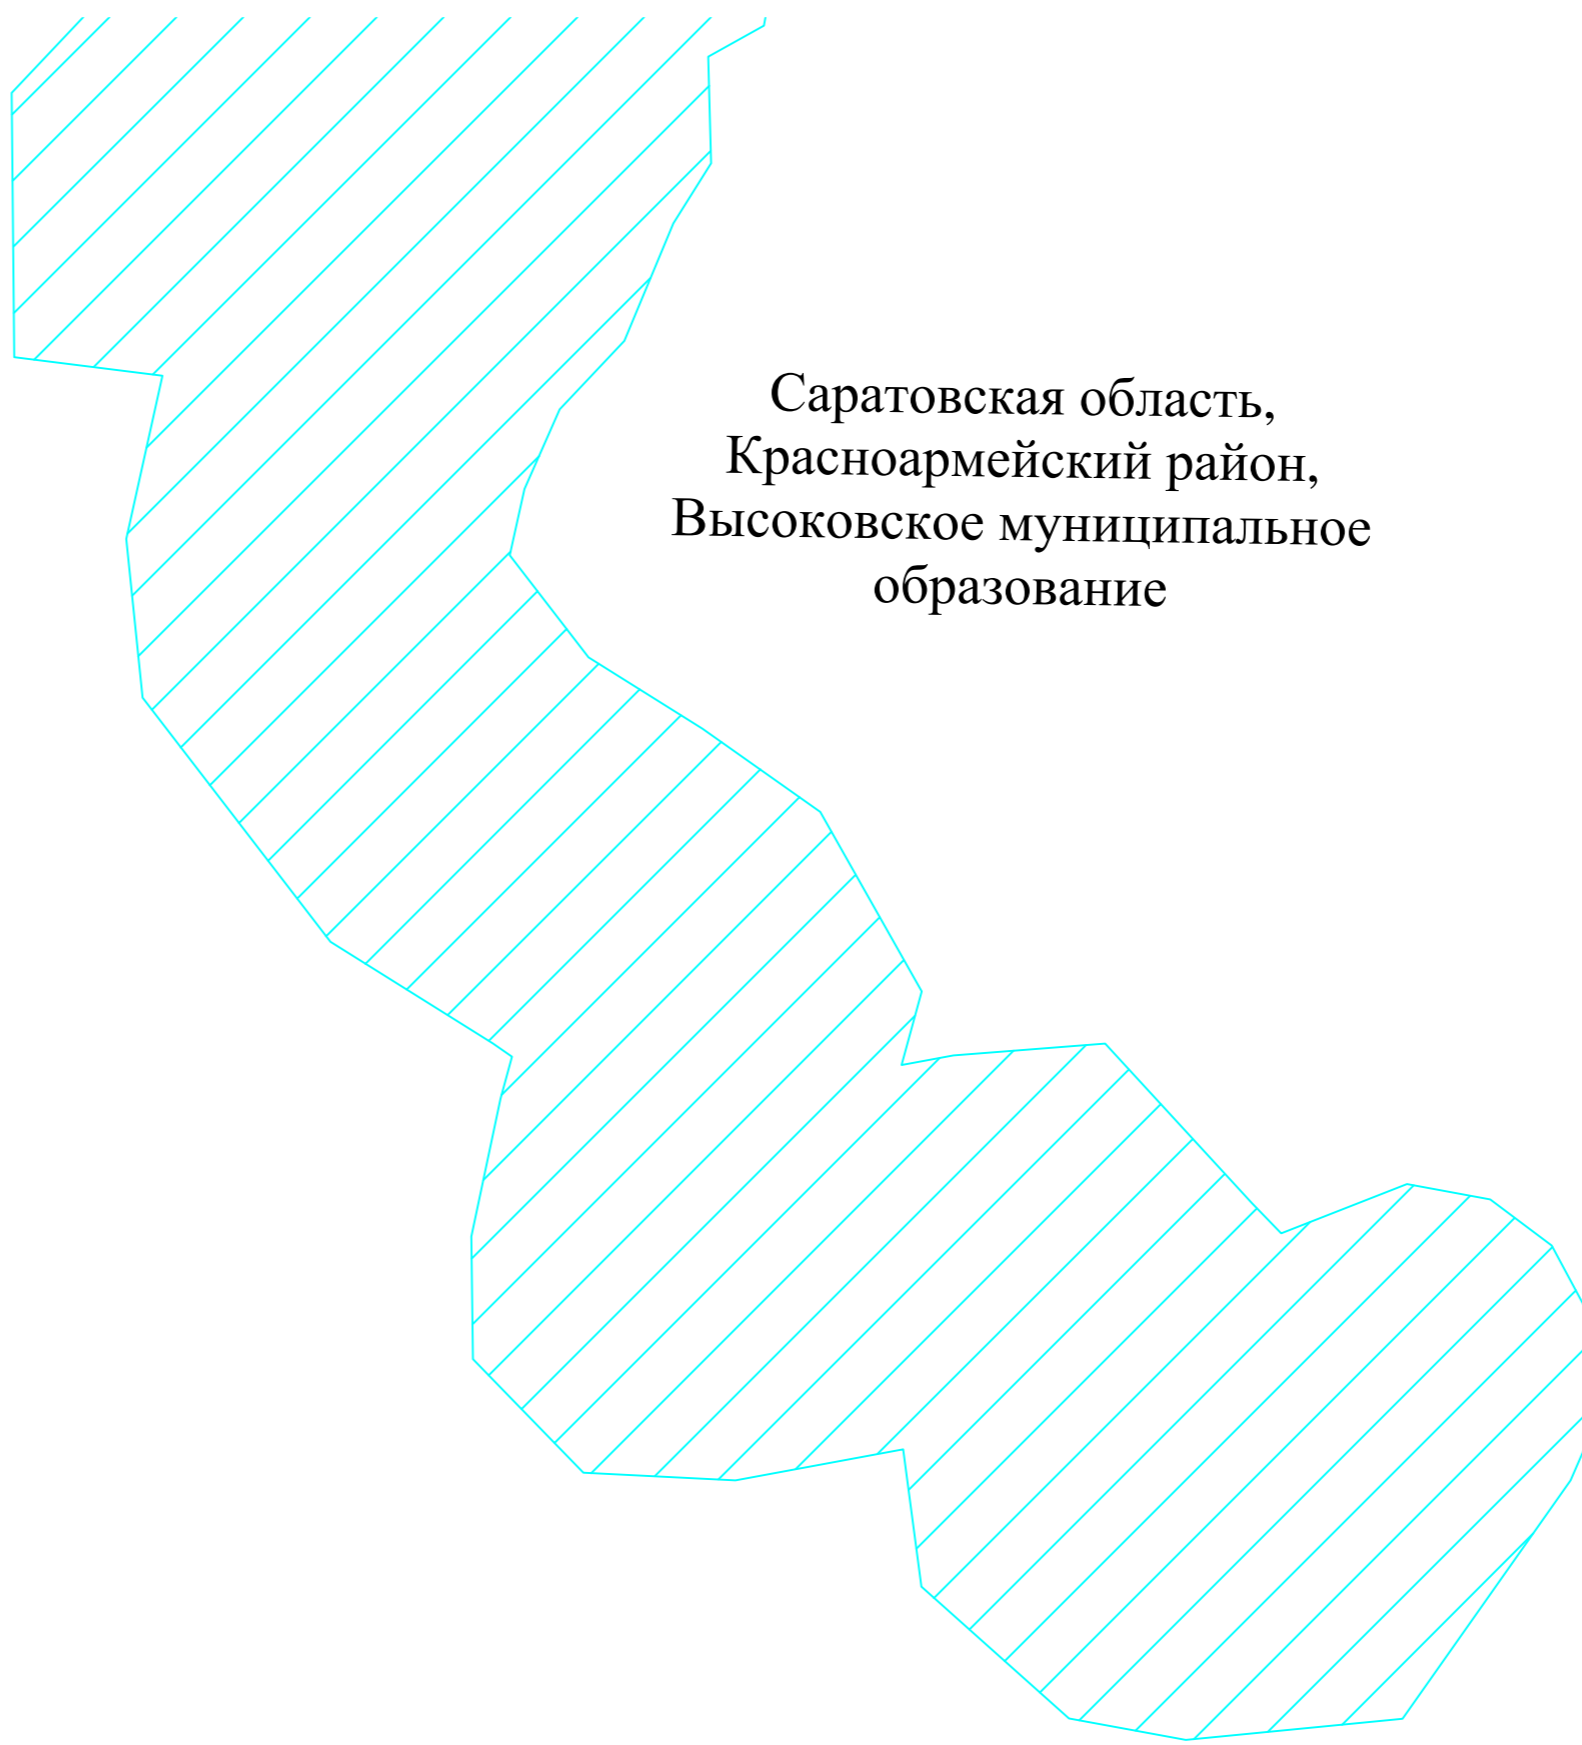 Саратовская область,
Красноармейский район,
Высоковское муниципальное
образование